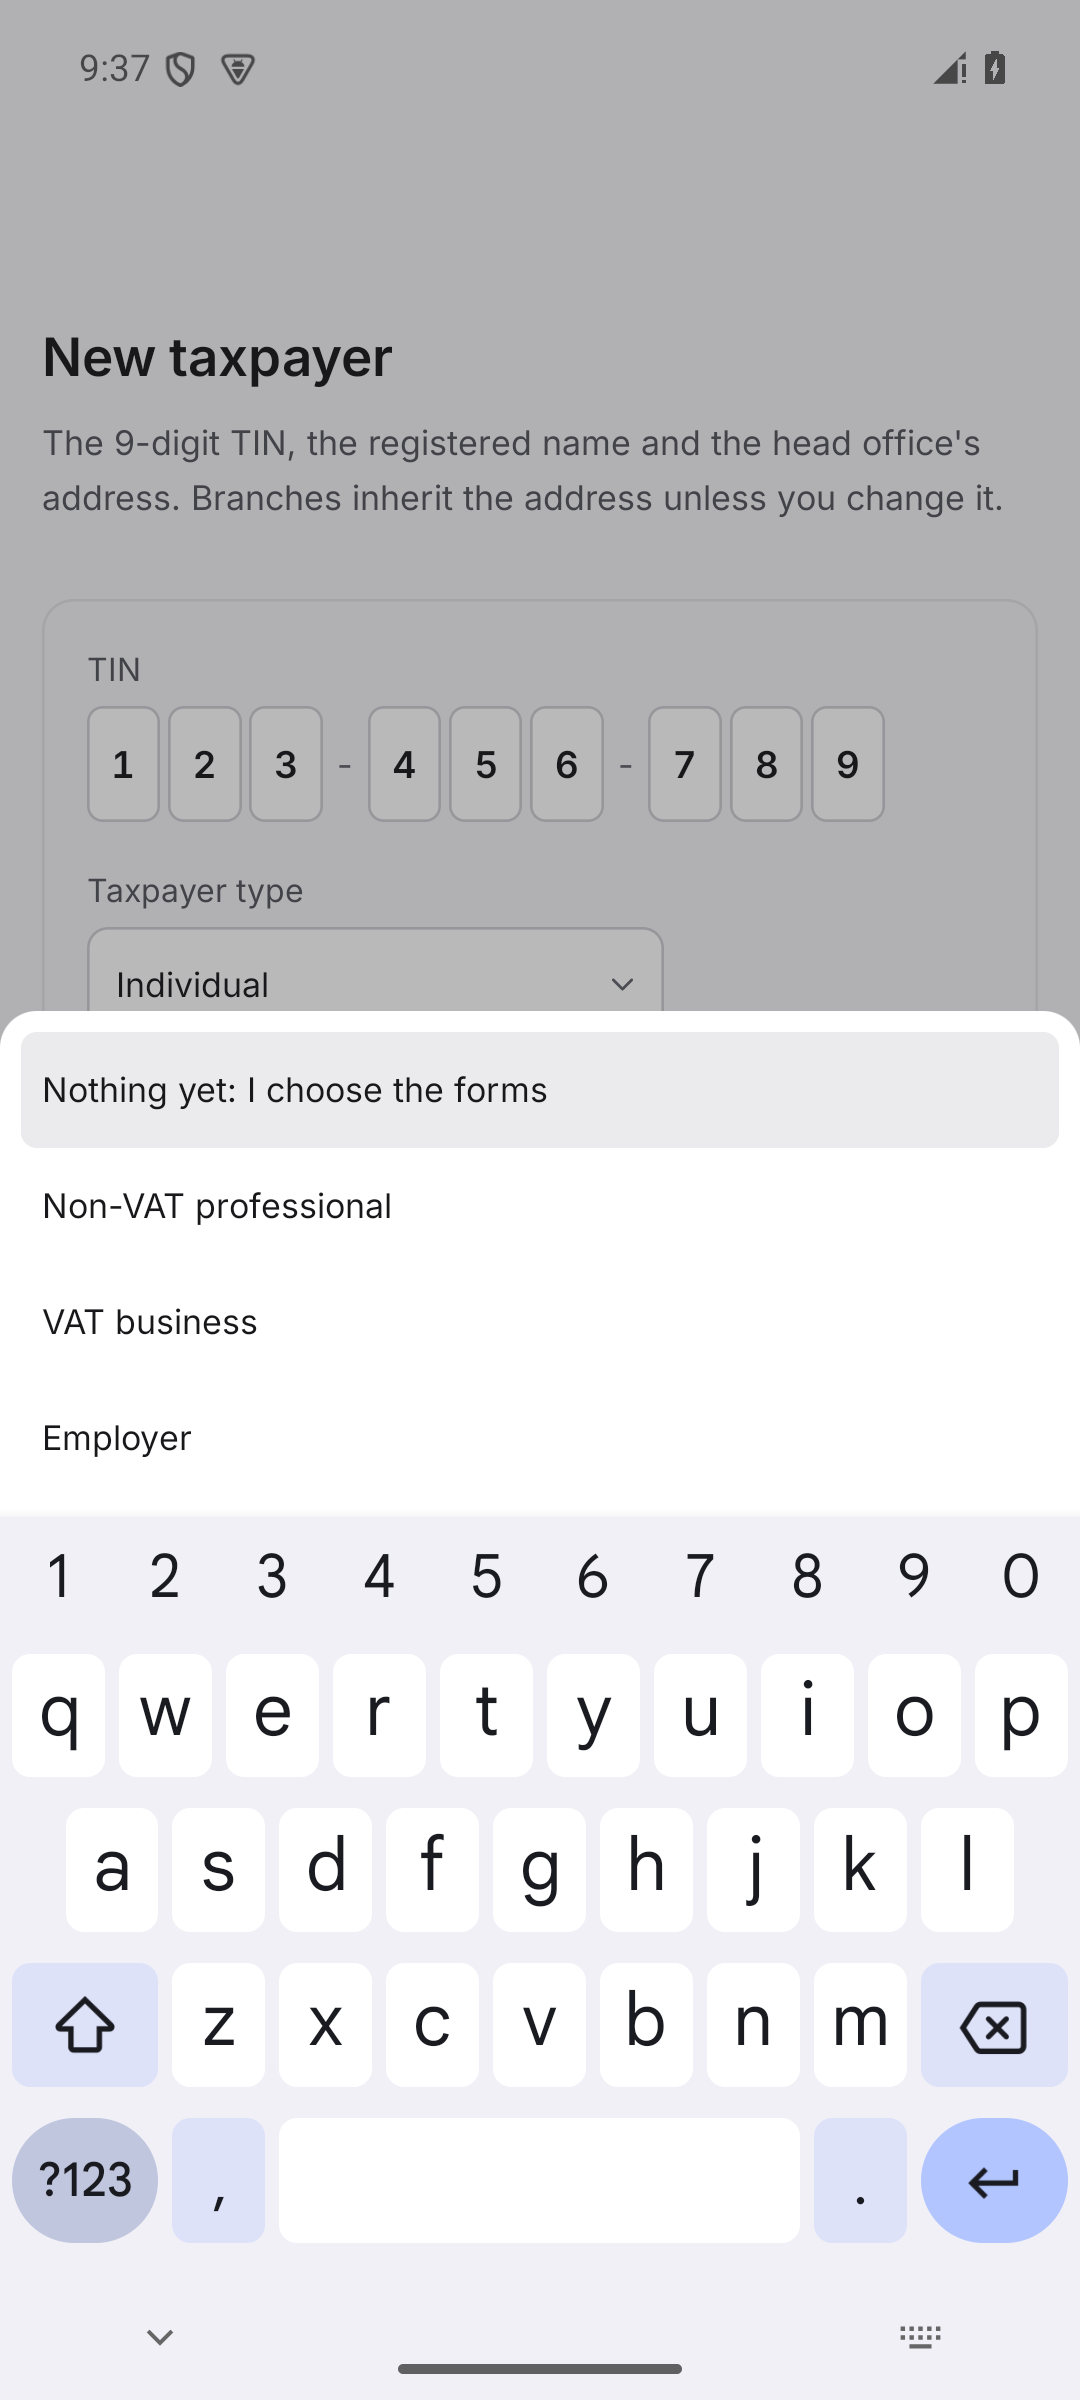 9:37
New taxpayer
The 9-digit TIN, the registered name and the head office's
address. Branches inherit the address unless you change it.
TIN
1 2 3 - 4 5 6 - 7 8 9
Taxpayer type
Individual
Nothing yet: I choose the forms
Non-VAT professional
VAT business
Employer
1 2 3 4 5 6 7 8 9 0
q w e r t y u i o p
a s d f g h j k l
z x c v b n m
?123 , .